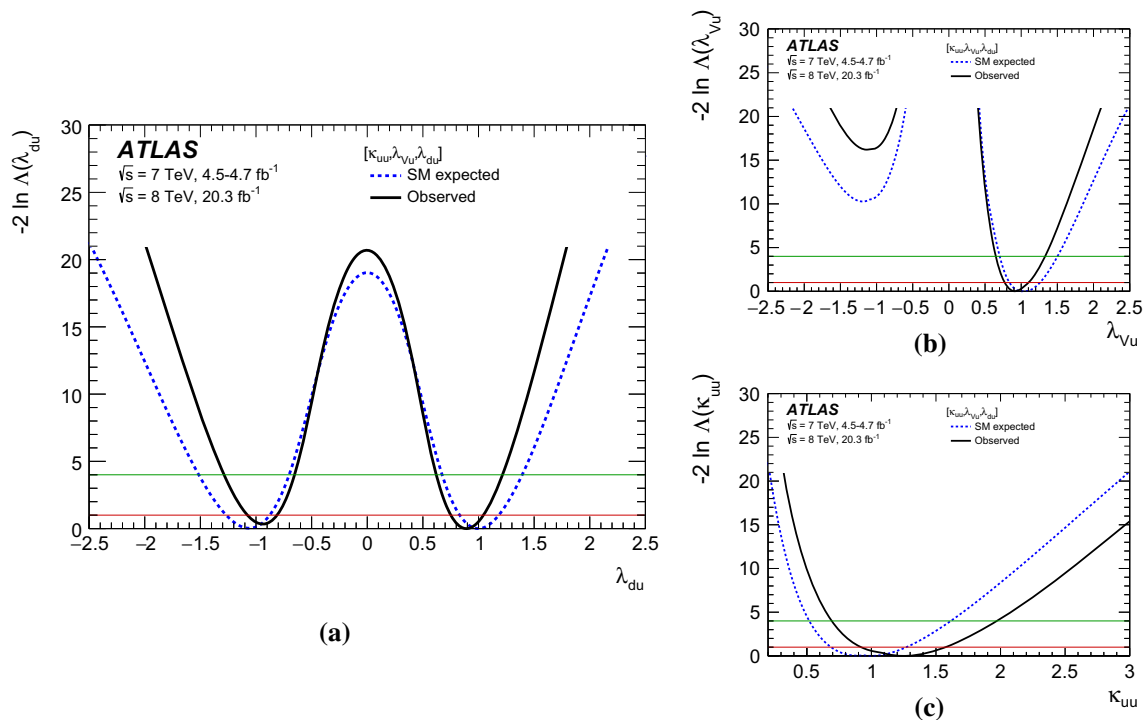 -2 ln Λ(λdu)
30
25
20
15
10
5
0
ATLAS
√s = 7 TeV, 4.5-4.7 fb-1
√s = 8 TeV, 20.3 fb-1
[κuu,λVu,λdu]
SM expected
Observed
−2.5 −2 −1.5 −1 −0.5 0 0.5 1 1.5 2 2.5
λdu
(a)
-2 ln Λ(λVu)
30
25
20
15
10
5
0
ATLAS
√s = 7 TeV, 4.5-4.7 fb-1
√s = 8 TeV, 20.3 fb-1
[κuu,λVu,λdu]
SM expected
Observed
−2.5 −2 −1.5 −1 −0.5 0 0.5 1 1.5 2 2.5
λVu
(b)
-2 ln Λ(κuu)
30
25
20
15
10
5
0
ATLAS
√s = 7 TeV, 4.5-4.7 fb-1
√s = 8 TeV, 20.3 fb-1
[κuu,λVu,λdu]
SM expected
Observed
0.5 1 1.5 2 2.5 3
κuu
(c)